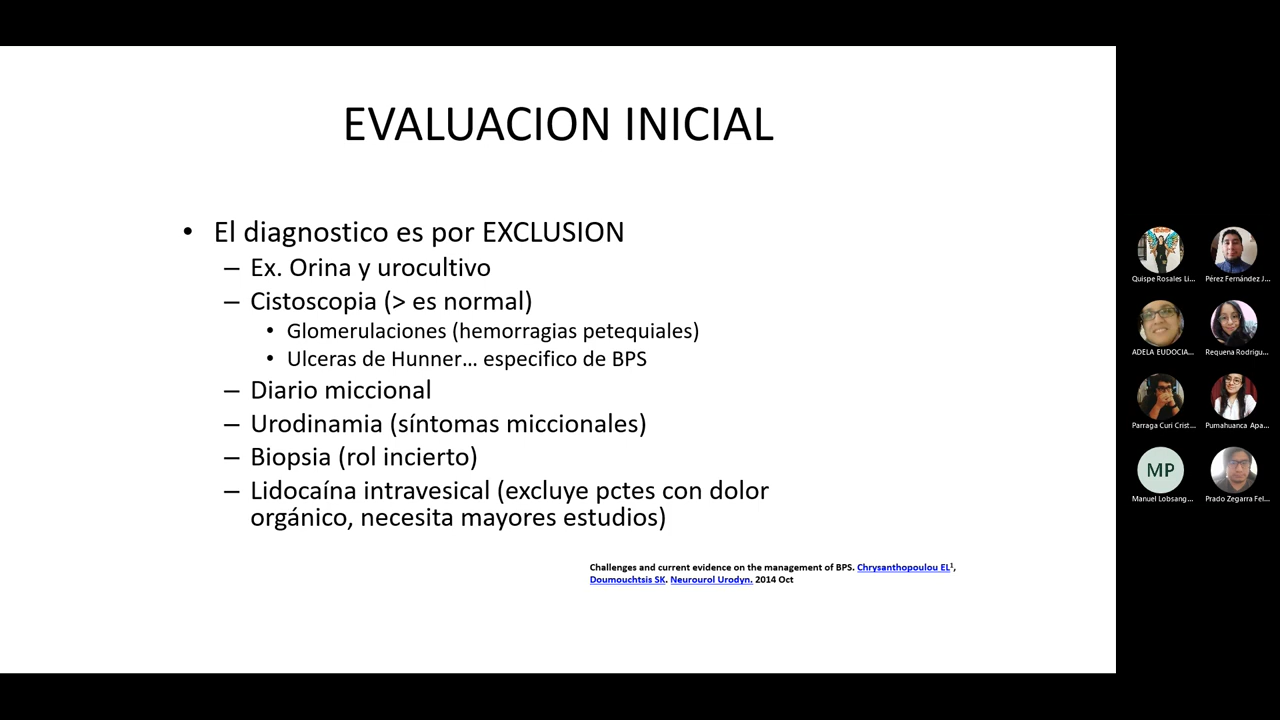 EVALUACION INICIAL
• El diagnostico es por EXCLUSION
– Ex. Orina y urocultivo
– Cistoscopia (> es normal)
• Glomerulaciones (hemorragias petequiales)
• Ulceras de Hunner... especifico de BPS
– Diario miccional
– Urodinamia (síntomas miccionales)
– Biopsia (rol incierto)
– Lidocaína intravesical (excluye pctes con dolor
orgánico, necesita mayores estudios)
Challenges and current evidence on the management of BPS. Chrysanthopoulou EL¹,
Doumouchtsis SK. Neurourol Urodyn. 2014 Oct
Quispe Rosales Li...
Pérez Fernández J...
ADELA EUDOCIA...
Requena Rodrigu...
Parraga Curi Crist...
Pumahuanca Apa...
MP
Manuel Lobsang...
Prado Zegarra Fel...